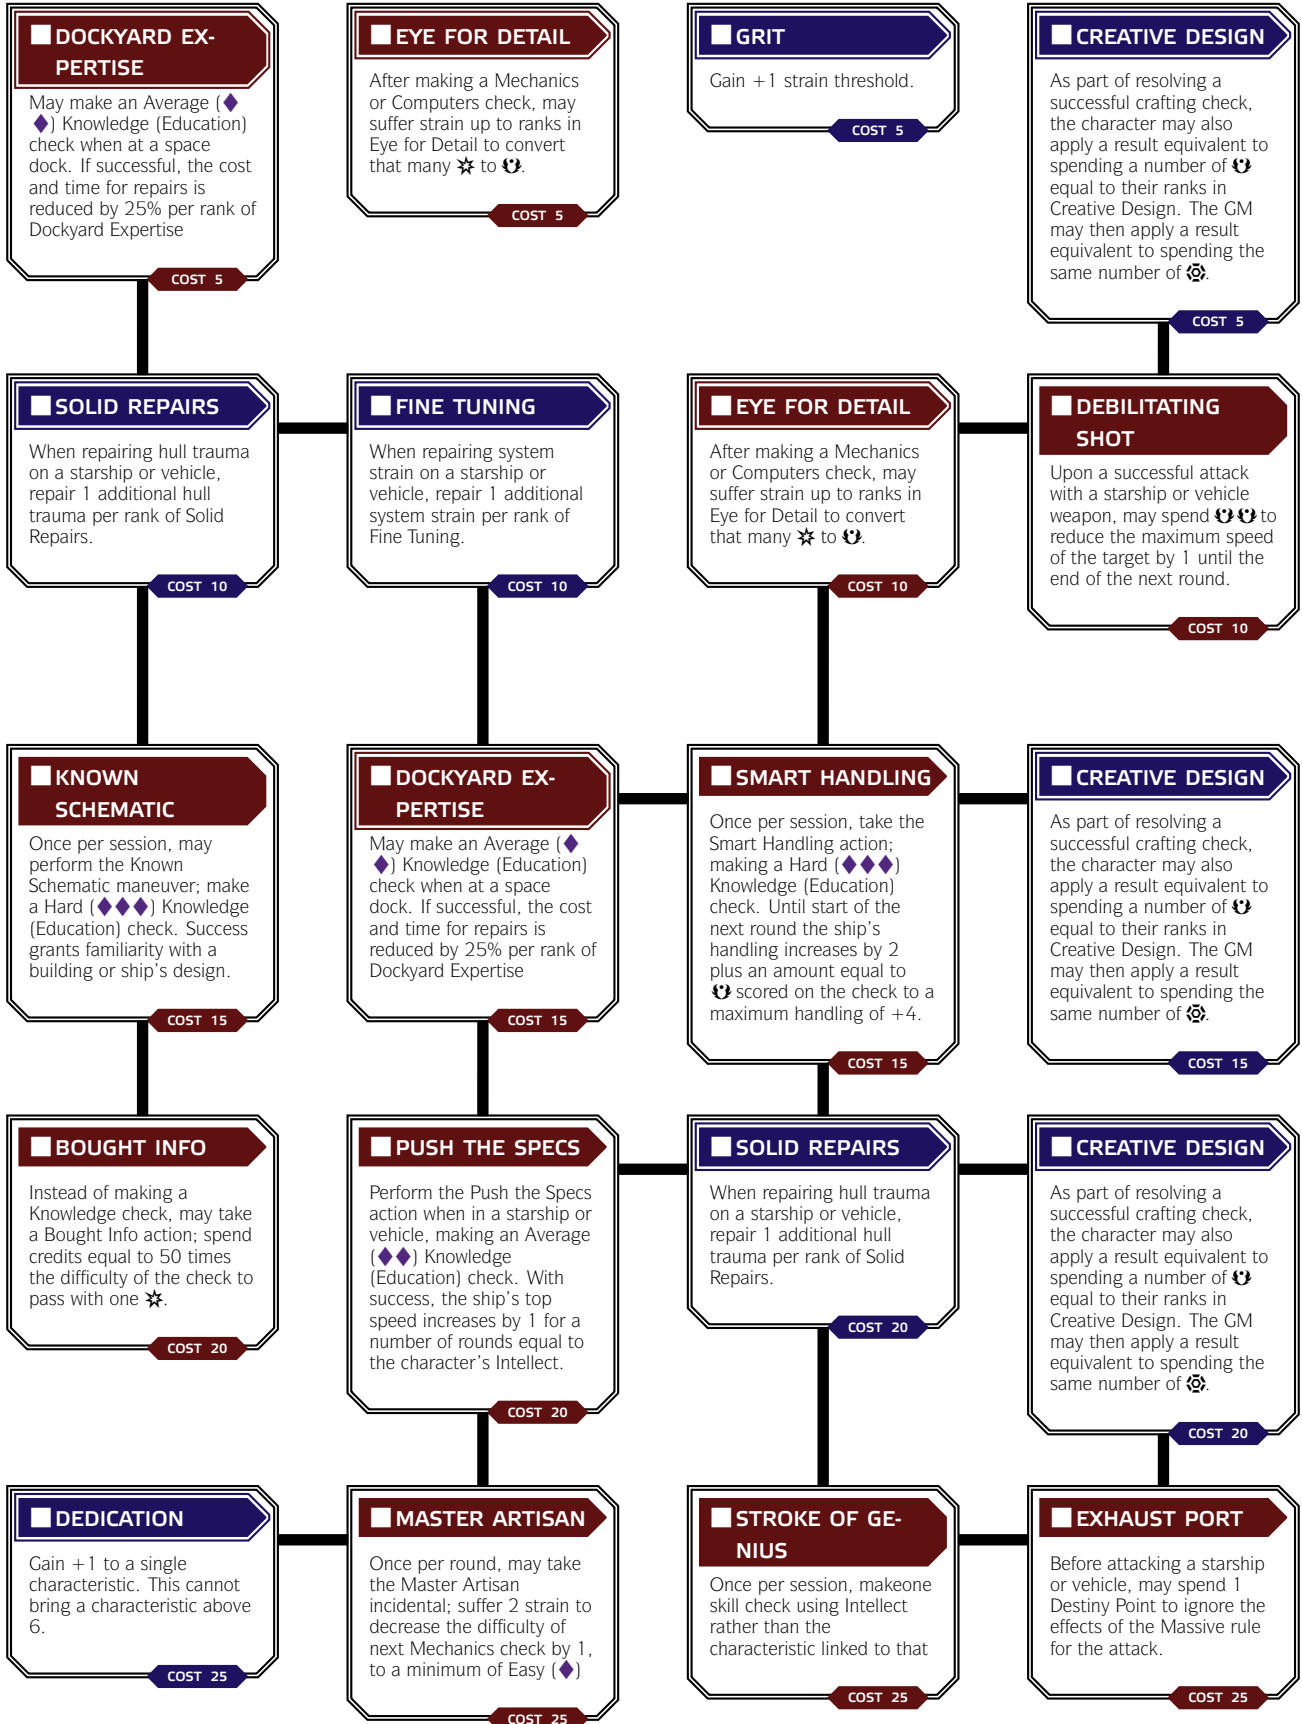 DOCKYARD EX-
PERTISE
May make an Average (♦
♦) Knowledge (Education)
check when at a space
dock. If successful, the cost
and time for repairs is
reduced by 25% per rank of
Dockyard Expertise
COST 5
EYE FOR DETAIL
After making a Mechanics
or Computers check, may
suffer strain up to ranks in
Eye for Detail to convert
that many to .
COST 5
GRIT
Gain +1 strain threshold.
COST 5
CREATIVE DESIGN
As part of resolving a
successful crafting check,
the character may also
apply a result equivalent to
spending a number of
equal to their ranks in
Creative Design. The GM
may then apply a result
equivalent to spending the
same number of .
COST 5
SOLID REPAIRS
When repairing hull trauma
on a starship or vehicle,
repair 1 additional hull
trauma per rank of Solid
Repairs.
COST 10
FINE TUNING
When repairing system
strain on a starship or
vehicle, repair 1 additional
system strain per rank of
Fine Tuning.
COST 10
EYE FOR DETAIL
After making a Mechanics
or Computers check, may
suffer strain up to ranks in
Eye for Detail to convert
that many to .
COST 10
DEBILITATING
SHOT
Upon a successful attack
with a starship or vehicle
weapon, may spend to
reduce the maximum speed
of the target by 1 until the
end of the next round.
COST 10
KNOWN
SCHEMATIC
Once per session, may
perform the Known
Schematic maneuver; make
a Hard (♦♦♦) Knowledge
(Education) check. Success
grants familiarity with a
building or ship's design.
COST 15
DOCKYARD EX-
PERTISE
May make an Average (♦
♦) Knowledge (Education)
check when at a space
dock. If successful, the cost
and time for repairs is
reduced by 25% per rank of
Dockyard Expertise
COST 15
SMART HANDLING
Once per session, take the
Smart Handling action;
making a Hard (♦♦♦)
Knowledge (Education)
check. Until start of the
next round the ship's
handling increases by 2
plus an amount equal to
scored on the check to a
maximum handling of +4.
COST 15
CREATIVE DESIGN
As part of resolving a
successful crafting check,
the character may also
apply a result equivalent to
spending a number of
equal to their ranks in
Creative Design. The GM
may then apply a result
equivalent to spending the
same number of .
COST 15
BOUGHT INFO
Instead of making a
Knowledge check, may take
a Bought Info action; spend
credits equal to 50 times
the difficulty of the check to
pass with one .
COST 20
PUSH THE SPECS
Perform the Push the Specs
action when in a starship or
vehicle, making an Average
(♦♦) Knowledge
(Education) check. With
success, the ship's top
speed increases by 1 for a
number of rounds equal to
the character's Intellect.
COST 20
SOLID REPAIRS
When repairing hull trauma
on a starship or vehicle,
repair 1 additional hull
trauma per rank of Solid
Repairs.
COST 20
CREATIVE DESIGN
As part of resolving a
successful crafting check,
the character may also
apply a result equivalent to
spending a number of
equal to their ranks in
Creative Design. The GM
may then apply a result
equivalent to spending the
same number of .
COST 20
DEDICATION
Gain +1 to a single
characteristic. This cannot
bring a characteristic above
6.
COST 25
MASTER ARTISAN
Once per round, may take
the Master Artisan
incidental; suffer 2 strain to
decrease the difficulty of
next Mechanics check by 1,
to a minimum of Easy (♦)
COST 25
STROKE OF GE-
NIUS
Once per session, makeone
skill check using Intellect
rather than the
characteristic linked to that
COST 25
EXHAUST PORT
Before attacking a starship
or vehicle, may spend 1
Destiny Point to ignore the
effects of the Massive rule
for the attack.
COST 25